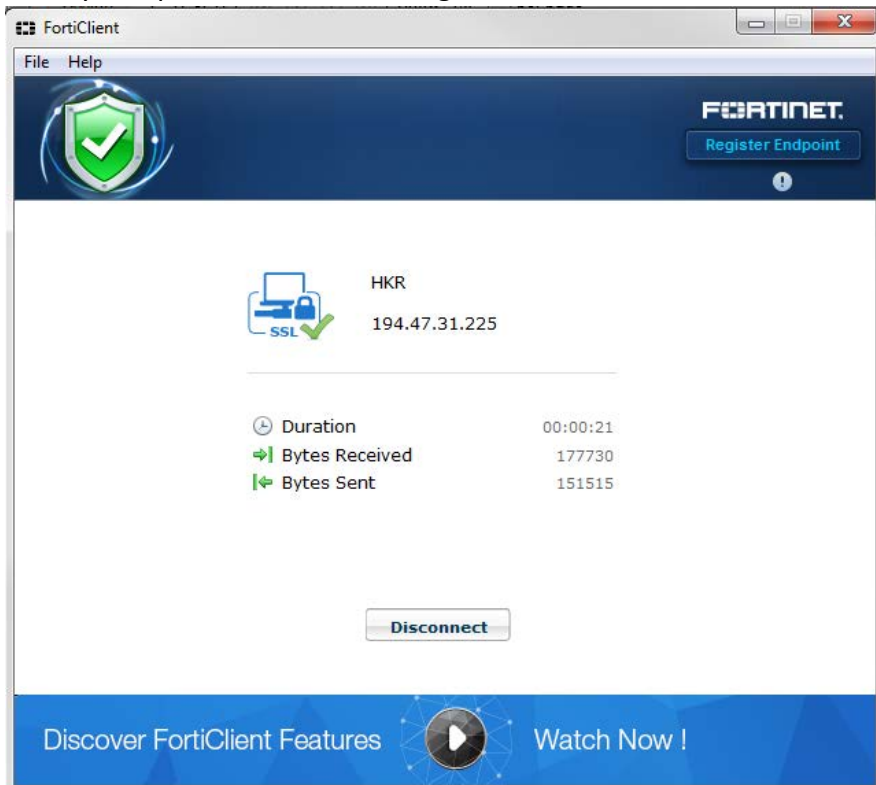 FortiClient
File Help
FORTINET.
Register Endpoint
HKR
194.47.31.225
SSL
Duration 00:00:21
Bytes Received 177730
Bytes Sent 151515
Disconnect
Discover FortiClient Features Watch Now !